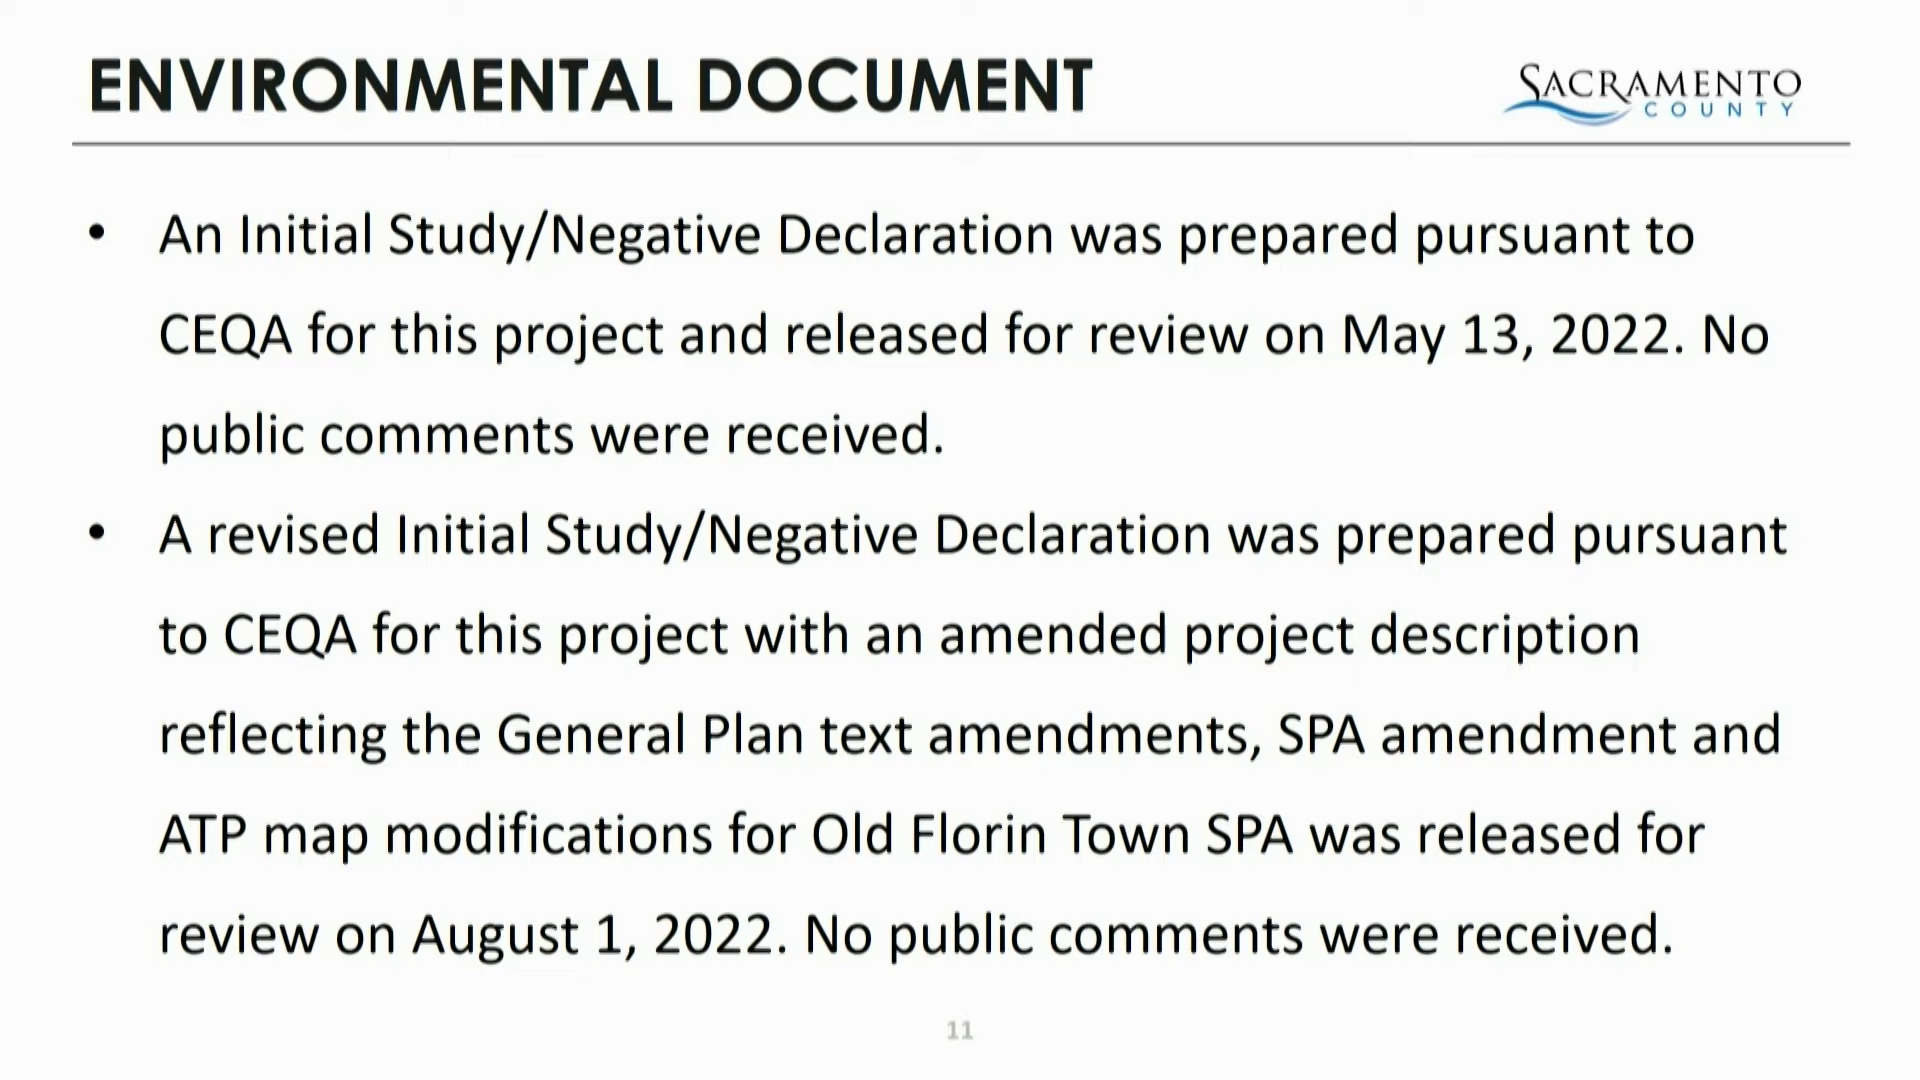 ENVIRONMENTAL DOCUMENT
SACRAMENTO
COUNTY
• An Initial Study/Negative Declaration was prepared pursuant to
CEQA for this project and released for review on May 13, 2022. No
public comments were received.
• A revised Initial Study/Negative Declaration was prepared pursuant
to CEQA for this project with an amended project description
reflecting the General Plan text amendments, SPA amendment and
ATP map modifications for Old Florin Town SPA was released for
review on August 1, 2022. No public comments were received.
11